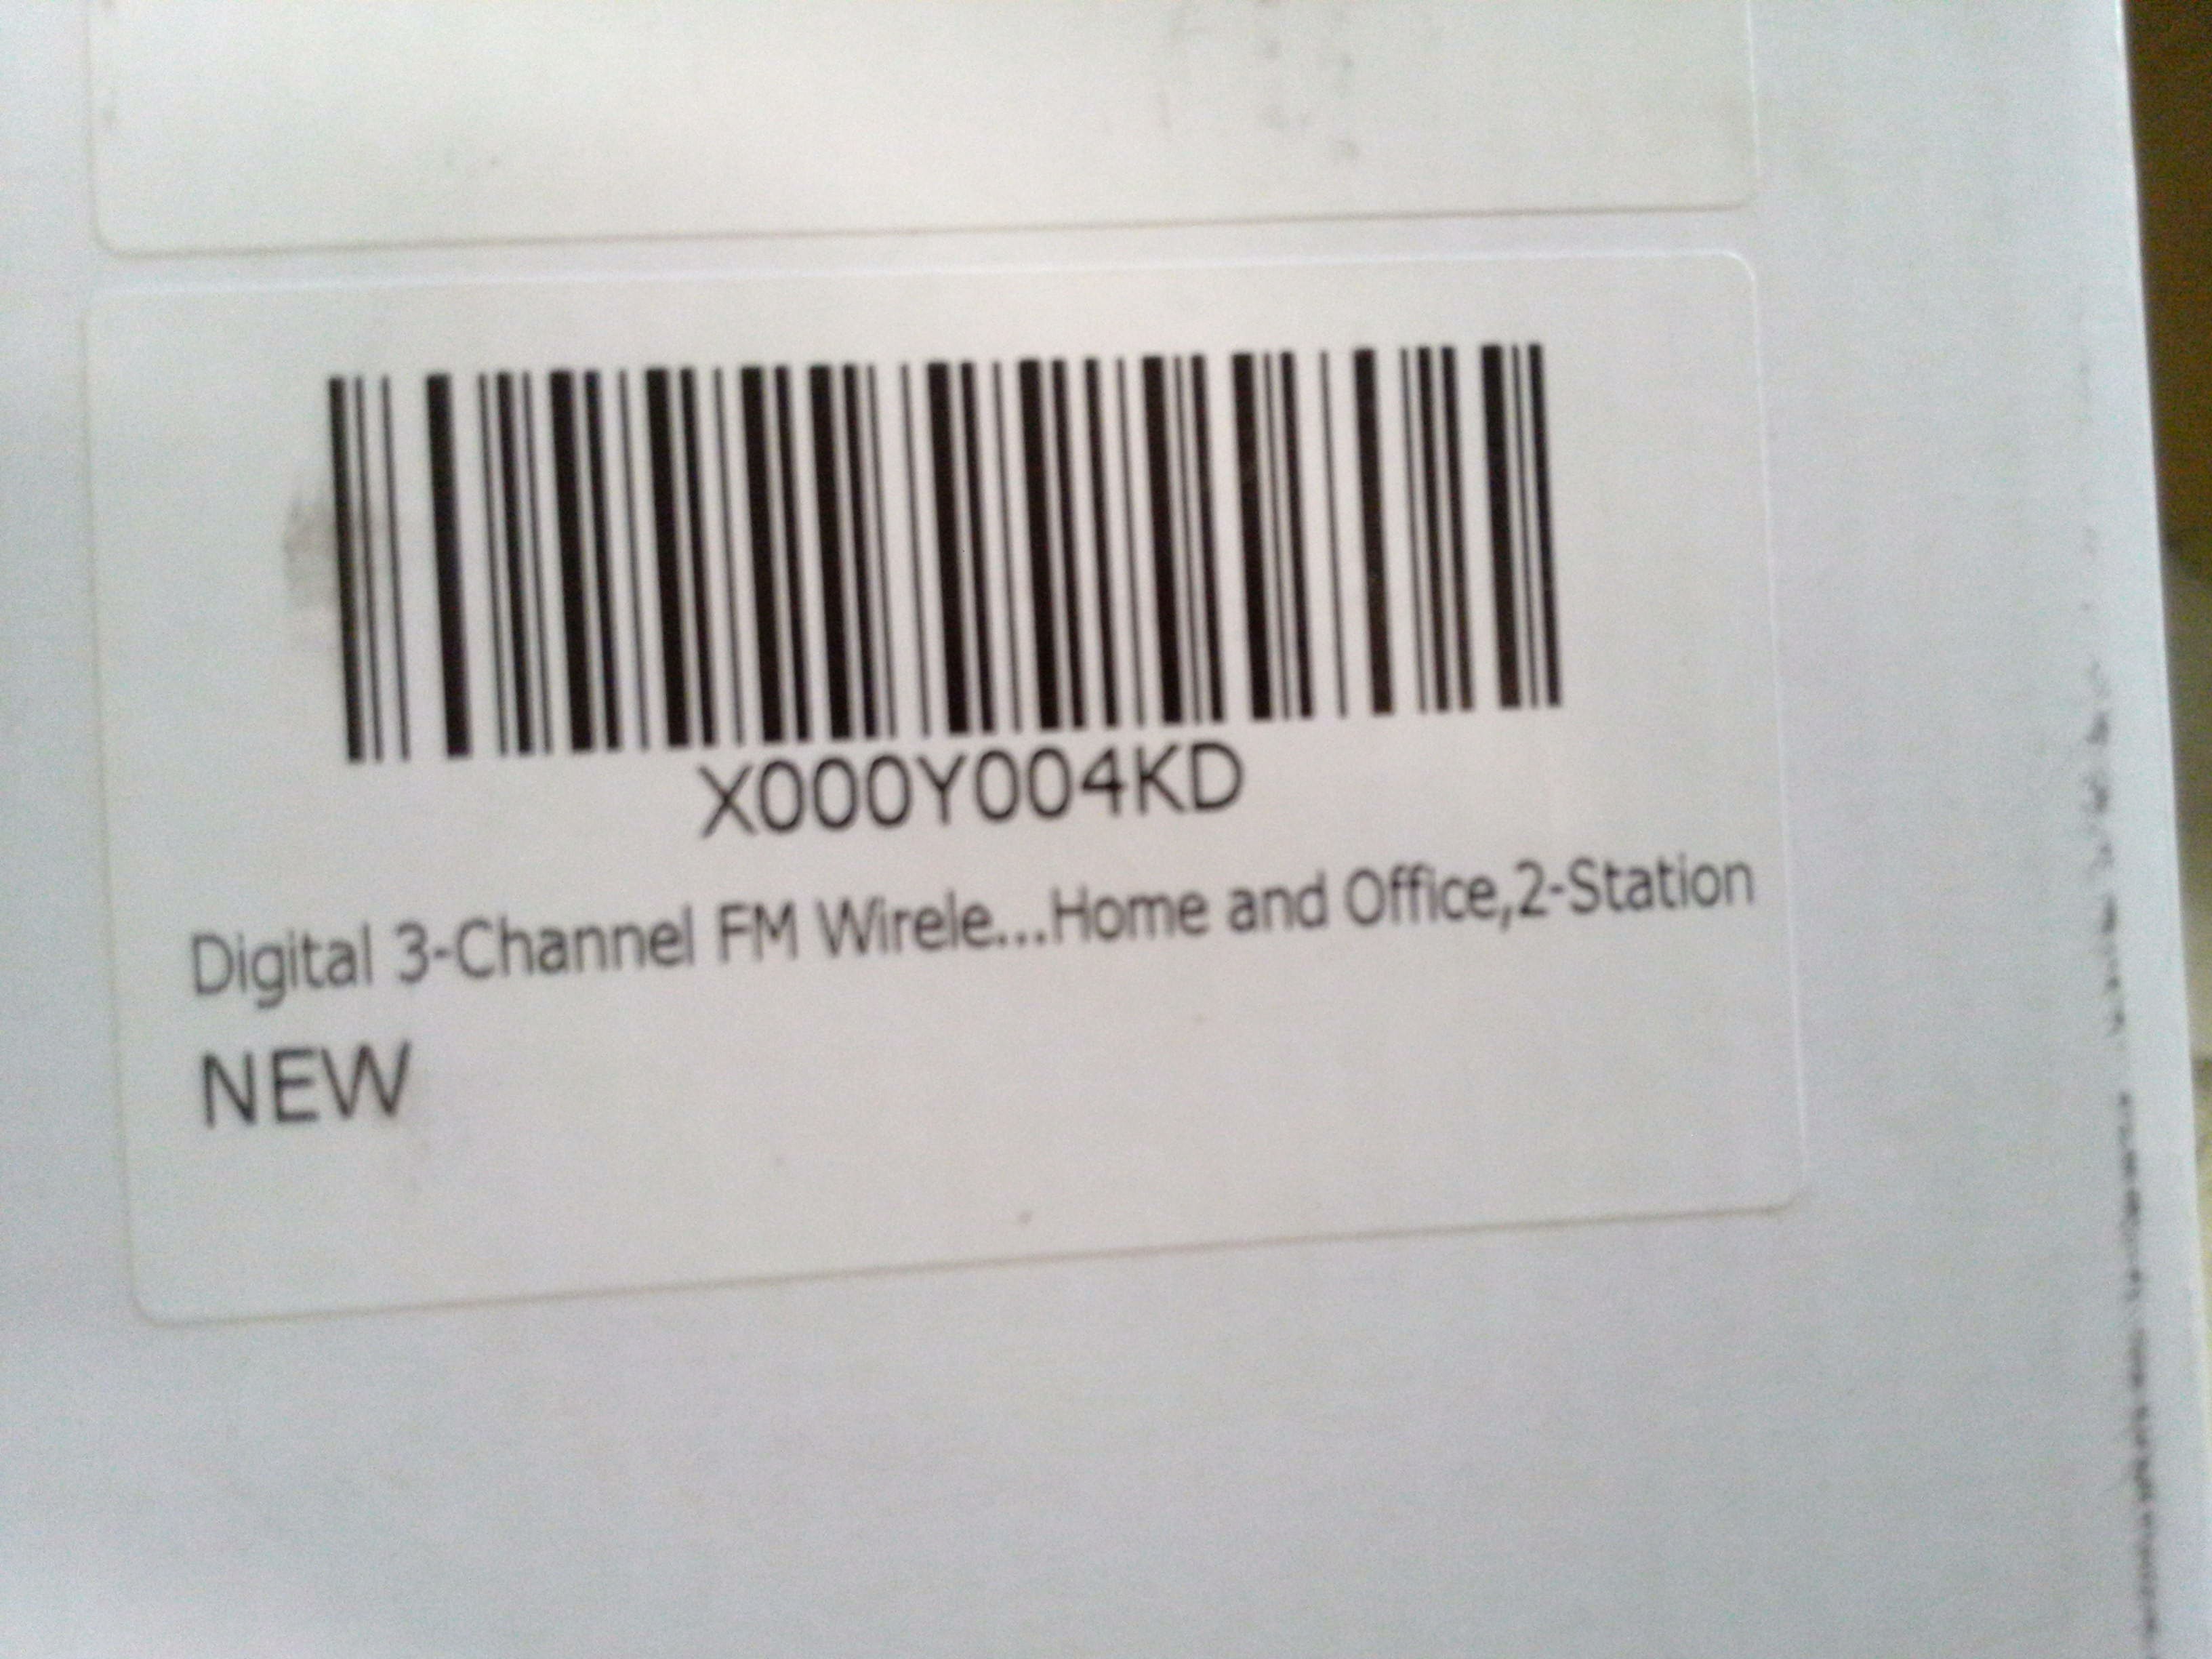 X000Y004KD
Digital 3-Channel FM Wirele...Home and Office,2-Station
NEW